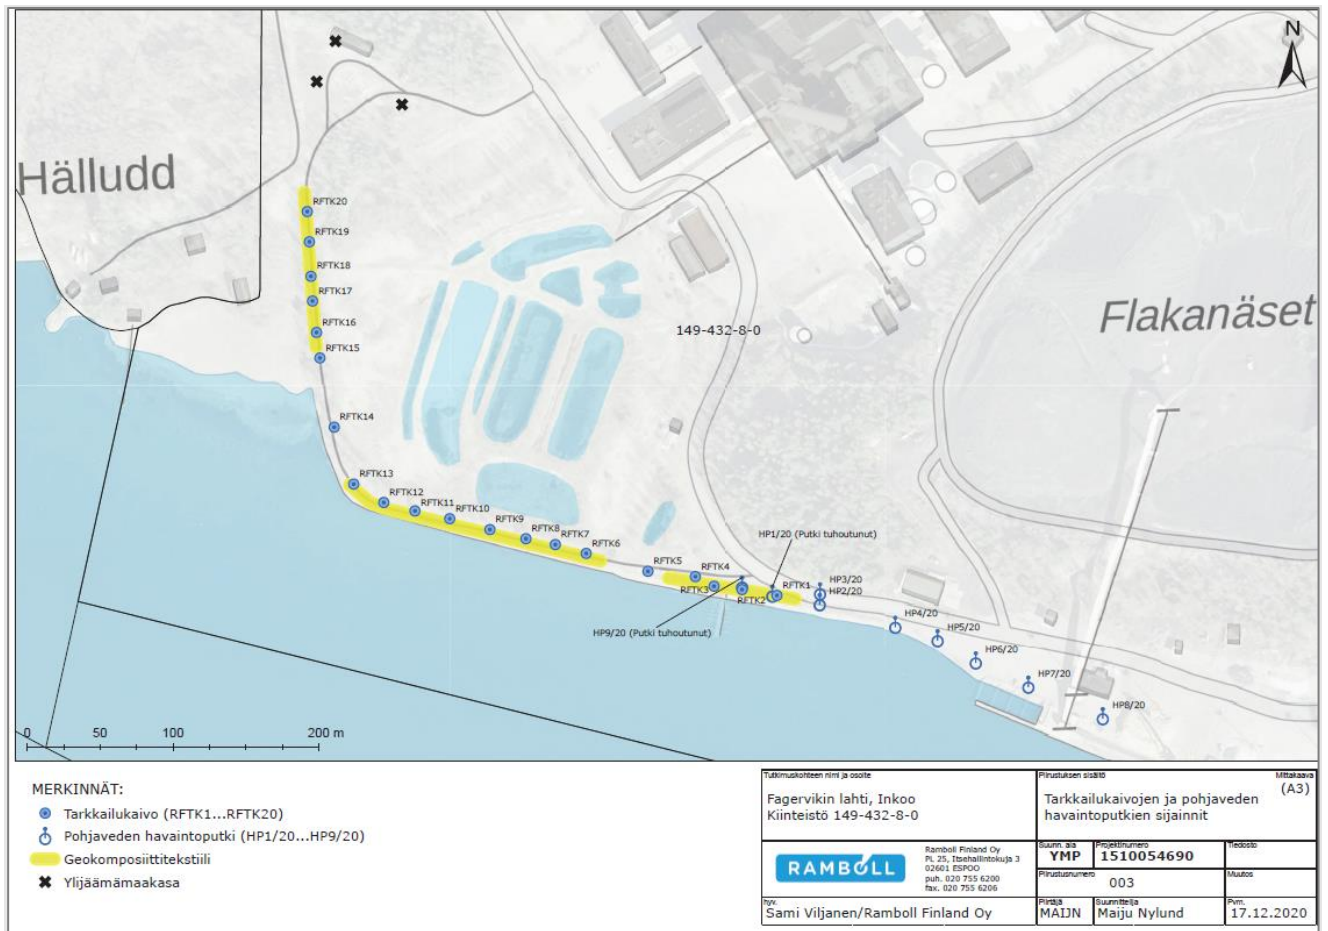 N
Hälludd
RFTK20
RFTK19
RFTK18
RFTK17
RFTK16
RFTK15
149-432-8-0
Flakanäset
RFTK14
RFTK13
RFTK12
RFTK11
RFTK10
RFTK9
RFTK8
RFTK7
RFTK6
HP1/20 (Putki tuhoutunut)
RFTK5
RFTK4
RFTK3
RFTK2
RFTK1
HP3/20
HP2/20
HP4/20
HP9/20 (Putki tuhoutunut)
HP5/20
HP6/20
HP7/20
HP8/20
0 50 100 200 m
MERKINNÄT:
Tarkkailukaivo (RFTK1...RFTK20)
Pohjaveden havaintoputki (HP1/20...HP9/20)
Geokomposiittitekstiili
Ylijäämämaakasa
Tutkimuskohteen nimi ja osoite
Fagervikin lahti, Inkoo
Kiinteistö 149-432-8-0
Piirustuksen sisältö
Mittakaava
(A3)
Tarkkailukaivojen ja pohjaveden
havaintoputkien sijainnit
RAMBOLL
Ramboll Finland Oy
PL 25, Itsehallintokuja 3
02601 ESPOO
puh. 020 755 6200
fax. 020 755 6206
Suunn. ala
YMP
Projektinumero
1510054690
Tiedosto
Piirustusnumero
003
Muutos
hyv.
Sami Viljanen/Ramboll Finland Oy
Piirtäjä
MAIJN
Suunnittelija
Maiju Nylund
Pvm.
17.12.2020